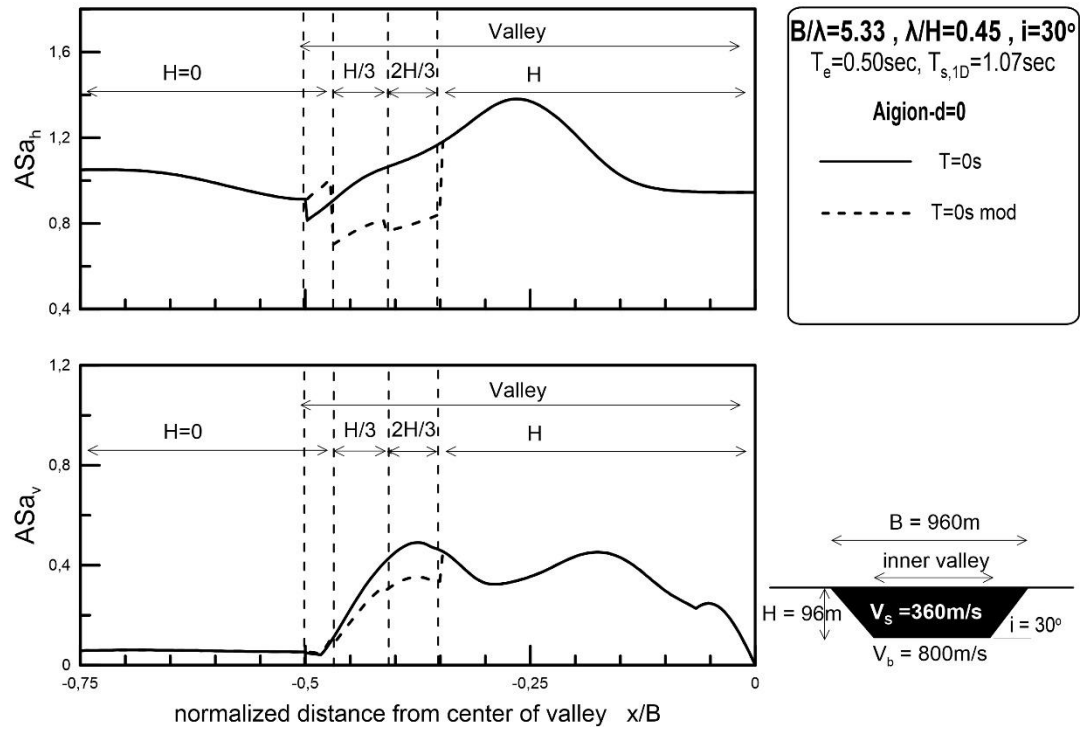 1,6
1,2
0,8
0,4
ASa_h
Valley
H=0
H/3
2H/3
H
B/λ=5.33 , λ/H=0.45 , i=30°
T_e=0.50sec, T_s,1D=1.07sec
Aigion-d=0
T=0s
T=0s mod
1,2
0,8
0,4
0
ASa_v
Valley
H=0
H/3
2H/3
H
-0,75
-0,5
-0,25
0
normalized distance from center of valley x/B
B = 960m
inner valley
H = 96m
V_s =360m/s
i = 30°
V_b = 800m/s